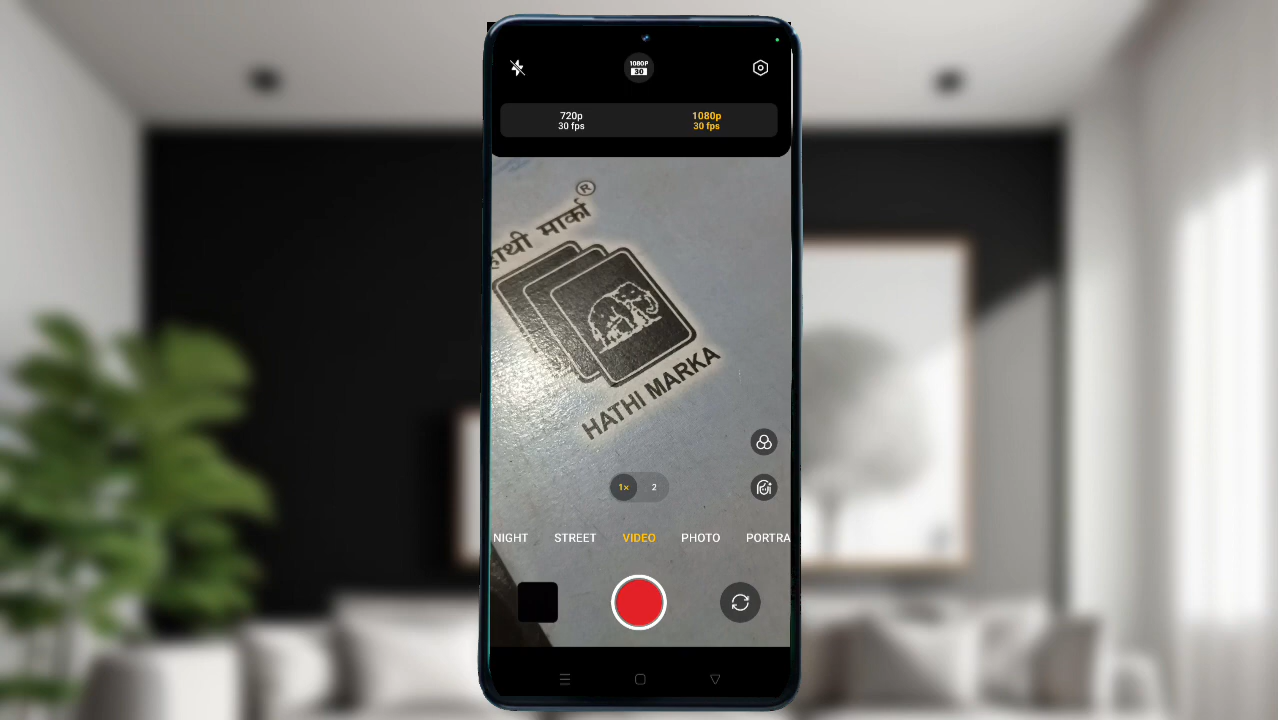 1080P
30
720p
30 fps
1080p
30 fps
हाथी मार्का ®
HATHI MARKA
1× 2
NIGHT STREET VIDEO PHOTO PORTRA